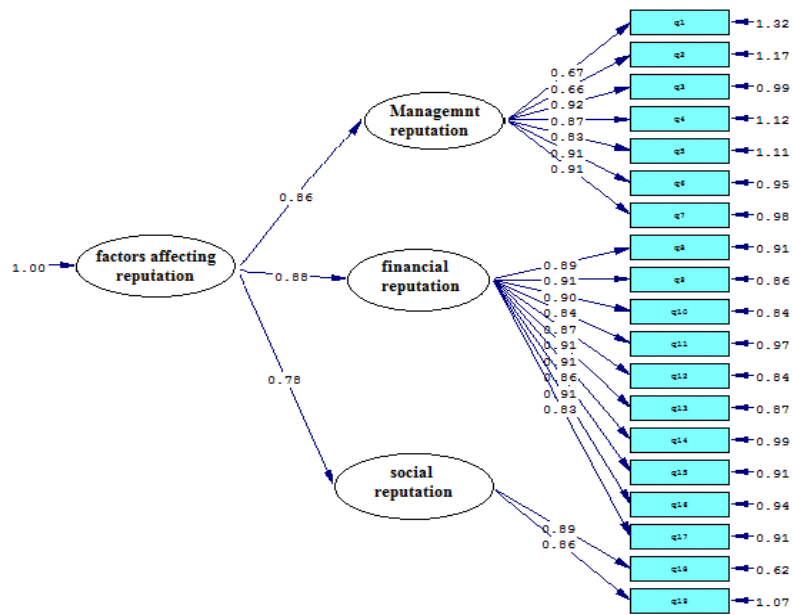 q1 1.32
q2 1.17
q3 0.99
q4 1.12
q5 1.11
q6 0.95
q7 0.98
q8 0.91
q9 0.86
q10 0.84
q11 0.97
q12 0.84
q13 0.87
q14 0.99
q15 0.91
q16 0.94
q17 0.91
q18 0.62
q19 1.07
0.67
0.66
0.92
0.87
0.83
0.91
0.91
Managemnt
reputation
0.86
1.00
factors affecting
reputation
0.88
financial
reputation
0.89
0.91
0.90
0.84
0.87
0.91
0.91
0.86
0.91
0.83
0.78
social
reputation
0.89
0.86